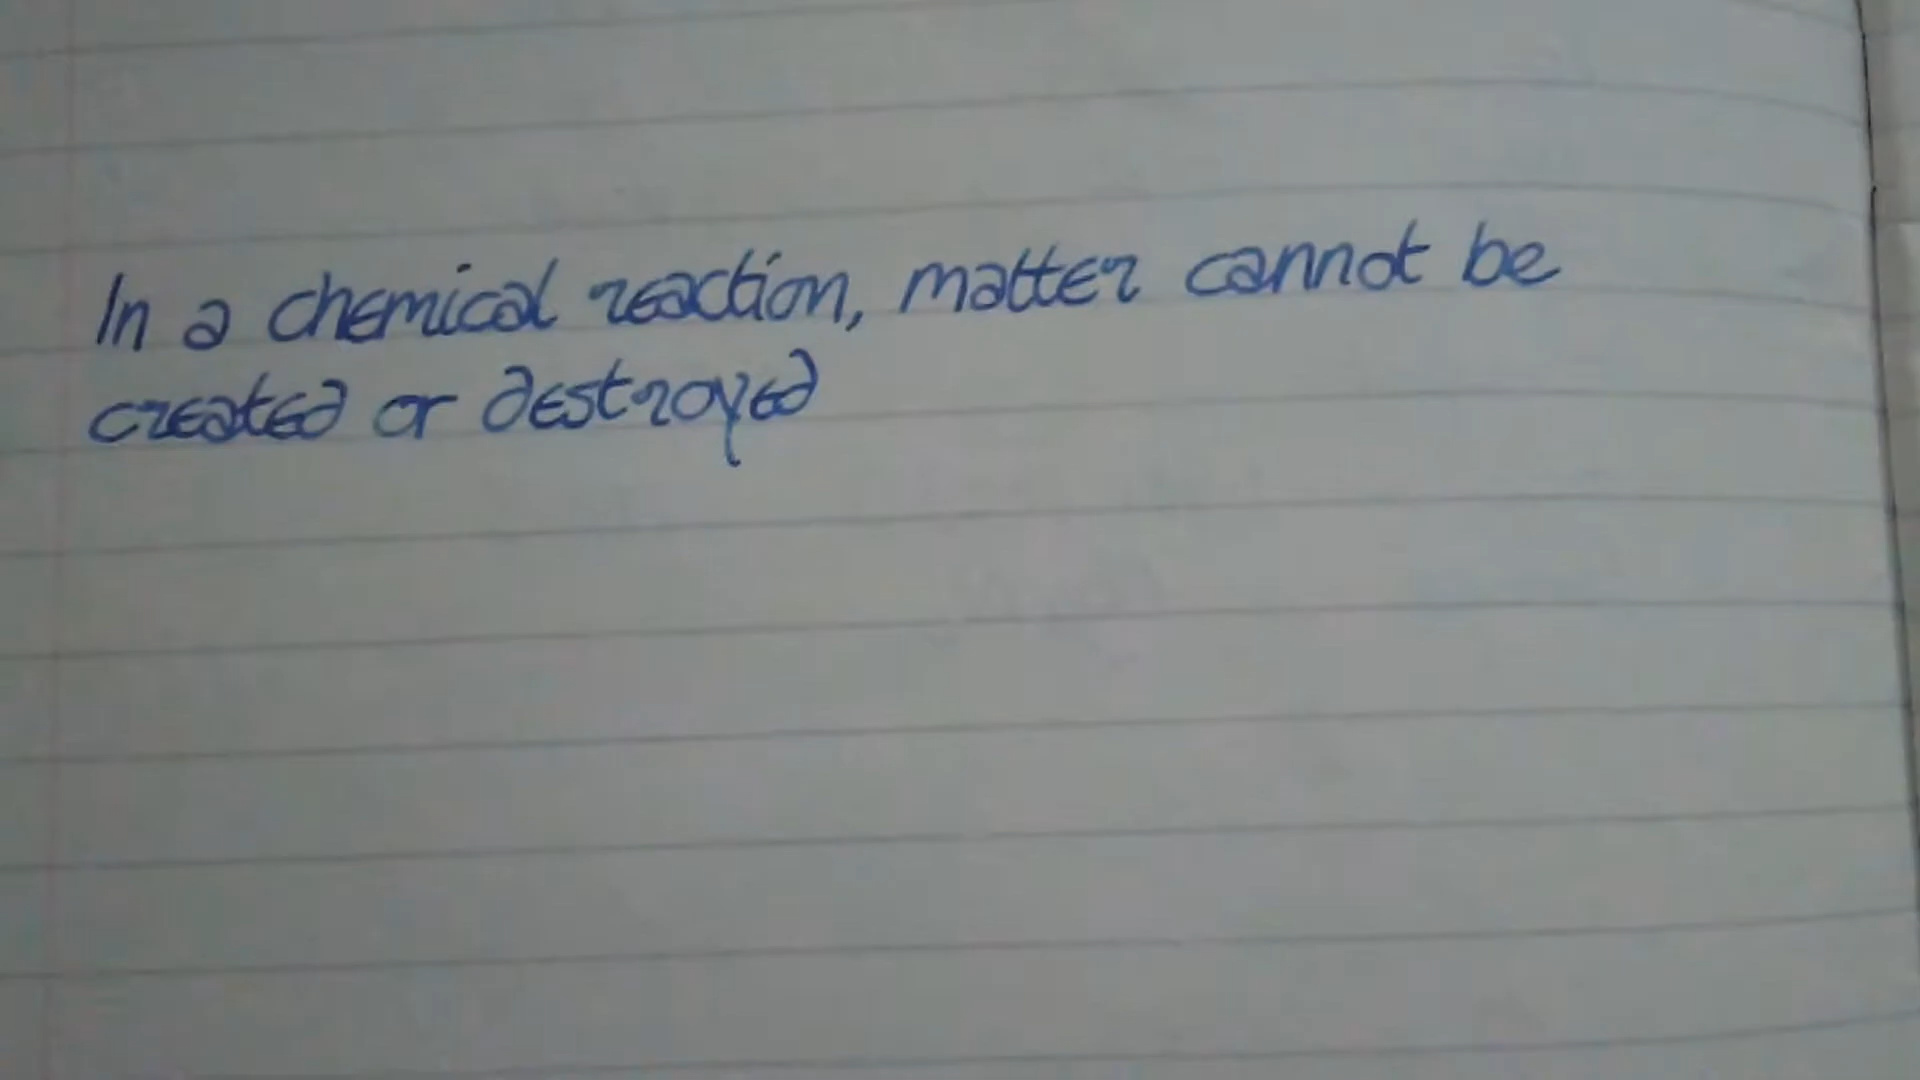 In a chemical reaction, matter cannot be
created or destroyed